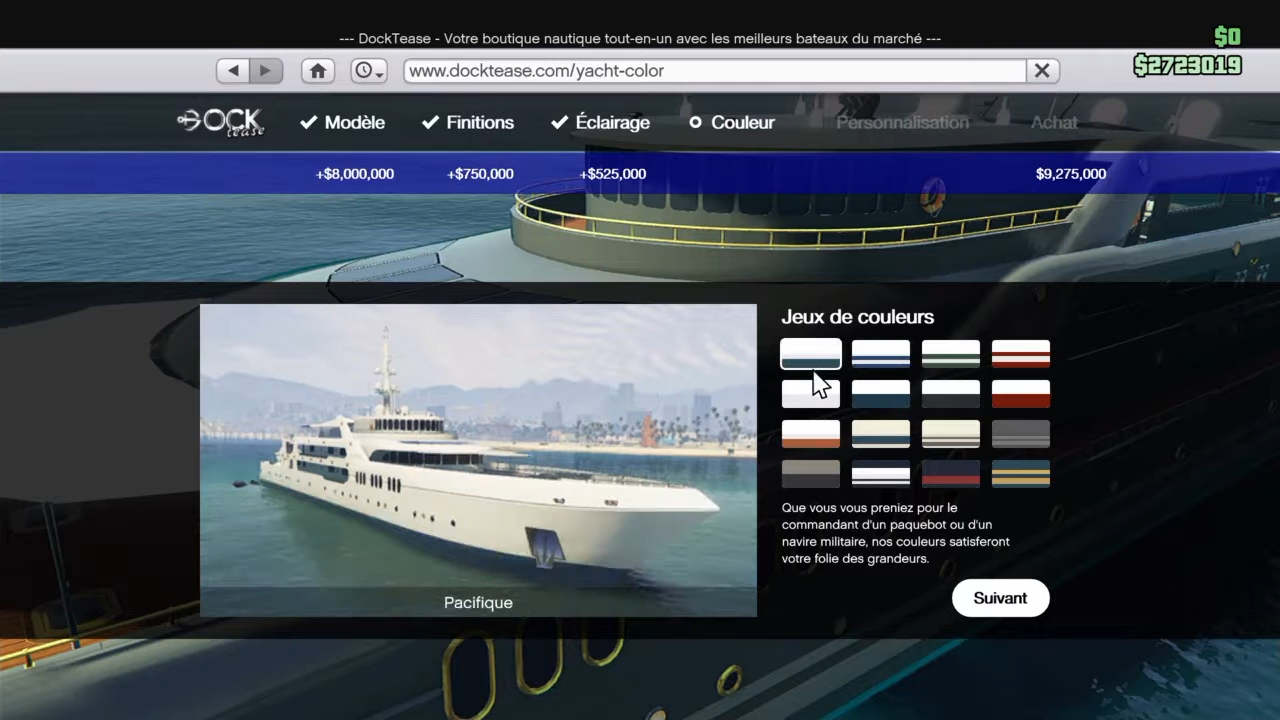 --- DockTease - Votre boutique nautique tout-en-un avec les meilleurs bateaux du marché ---
$0
$2723019
www.docktease.com/yacht-color
DOCK tease
Modèle
Finitions
Éclairage
Couleur
Personnalisation
Achat
+$8,000,000
+$750,000
+$525,000
$9,275,000
Jeux de couleurs
Que vous vous preniez pour le
commandant d'un paquebot ou d'un
navire militaire, nos couleurs satisferont
votre folie des grandeurs.
Pacifique
Suivant